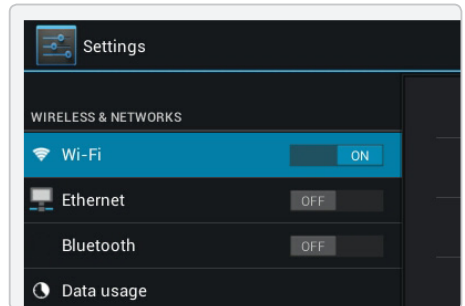 Settings
WIRELESS & NETWORKS
Wi-Fi ON
Ethernet OFF
Bluetooth OFF
Data usage